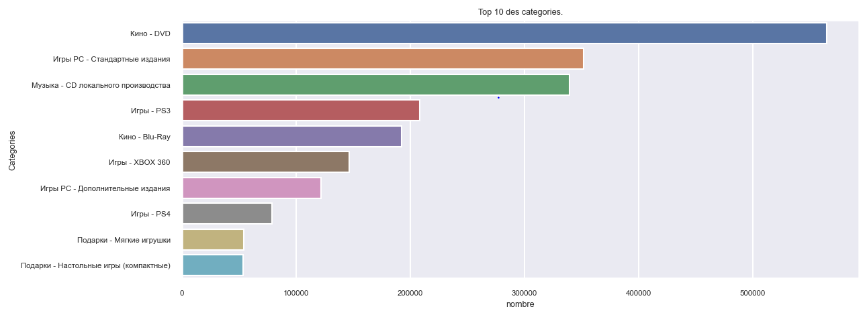 Top 10 des categories.
Кино - DVD
Игры PC - Стандартные издания
Музыка - CD локального производства
Игры - PS3
Кино - Blu-Ray
Игры - XBOX 360
Игры PC - Дополнительные издания
Игры - PS4
Подарки - Мягкие игрушки
Подарки - Настольные игры (компактные)
Categories
0 100000 200000 300000 400000 500000
nombre